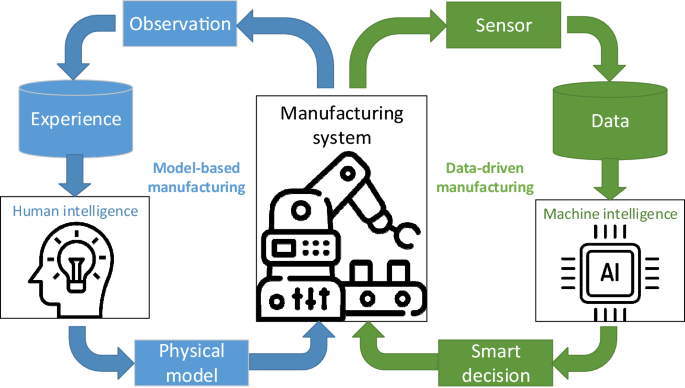 Observation
Sensor
Manufacturing
system
Experience
Data
Model-based
manufacturing
Data-driven
manufacturing
Human intelligence
Machine intelligence
AI
Physical
model
Smart
decision